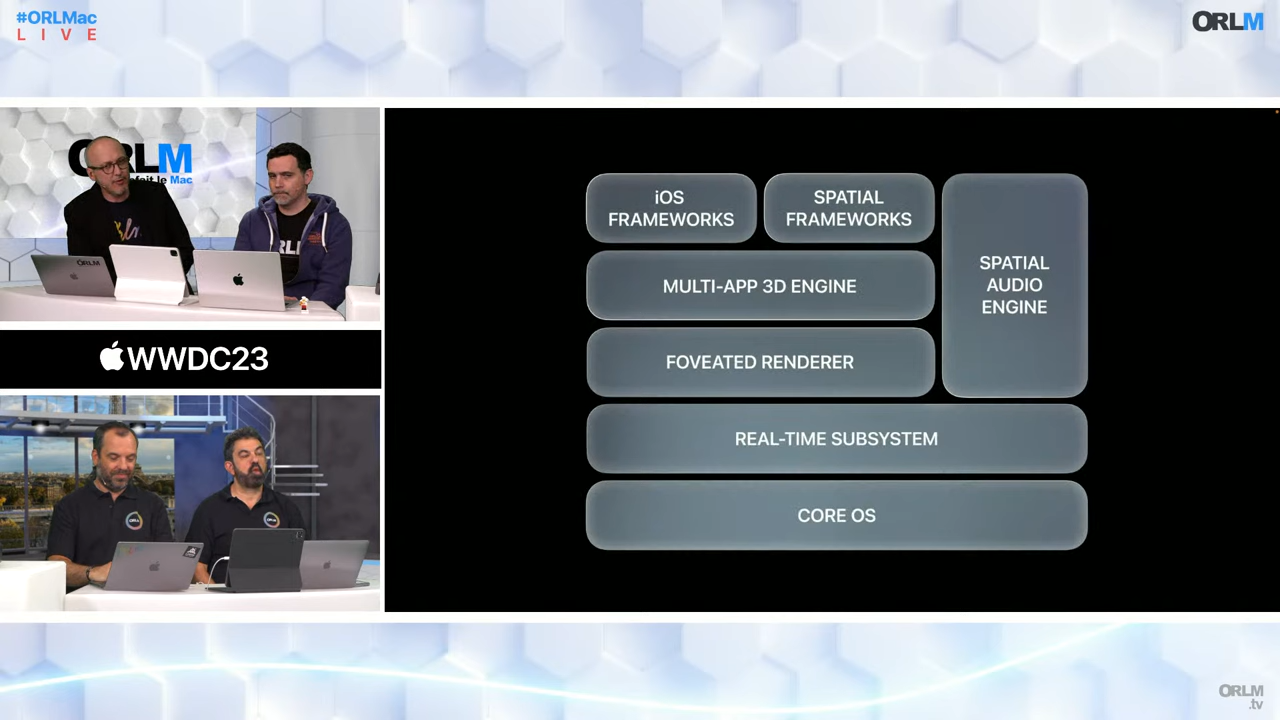 #ORLMac
LIVE
ORLM
ORLM
fait le Mac
ORLM
WWDC23
iOS
FRAMEWORKS
SPATIAL
FRAMEWORKS
SPATIAL
AUDIO
ENGINE
MULTI-APP 3D ENGINE
FOVEATED RENDERER
REAL-TIME SUBSYSTEM
CORE OS
ORLM
.tv